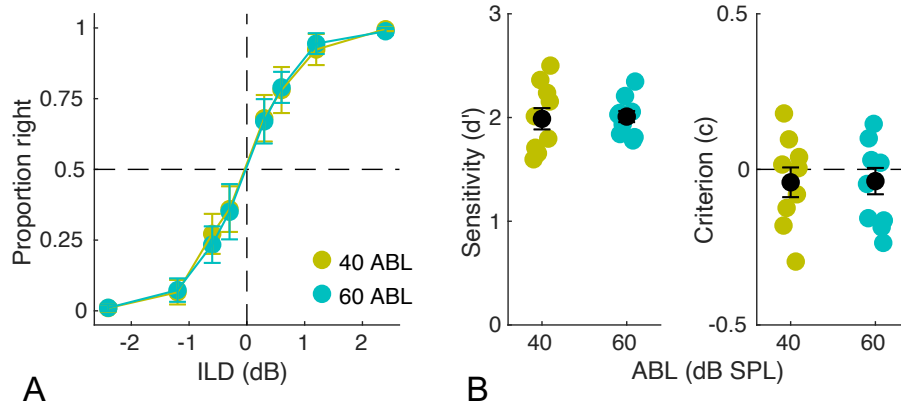 Proportion right
1
0.75
0.5
0.25
0
-2
-1
0
1
2
ILD (dB)
40 ABL
60 ABL
A
Sensitivity (d')
3
2
1
0
40
60
Criterion (c)
0.5
0
-0.5
40
60
ABL (dB SPL)
B